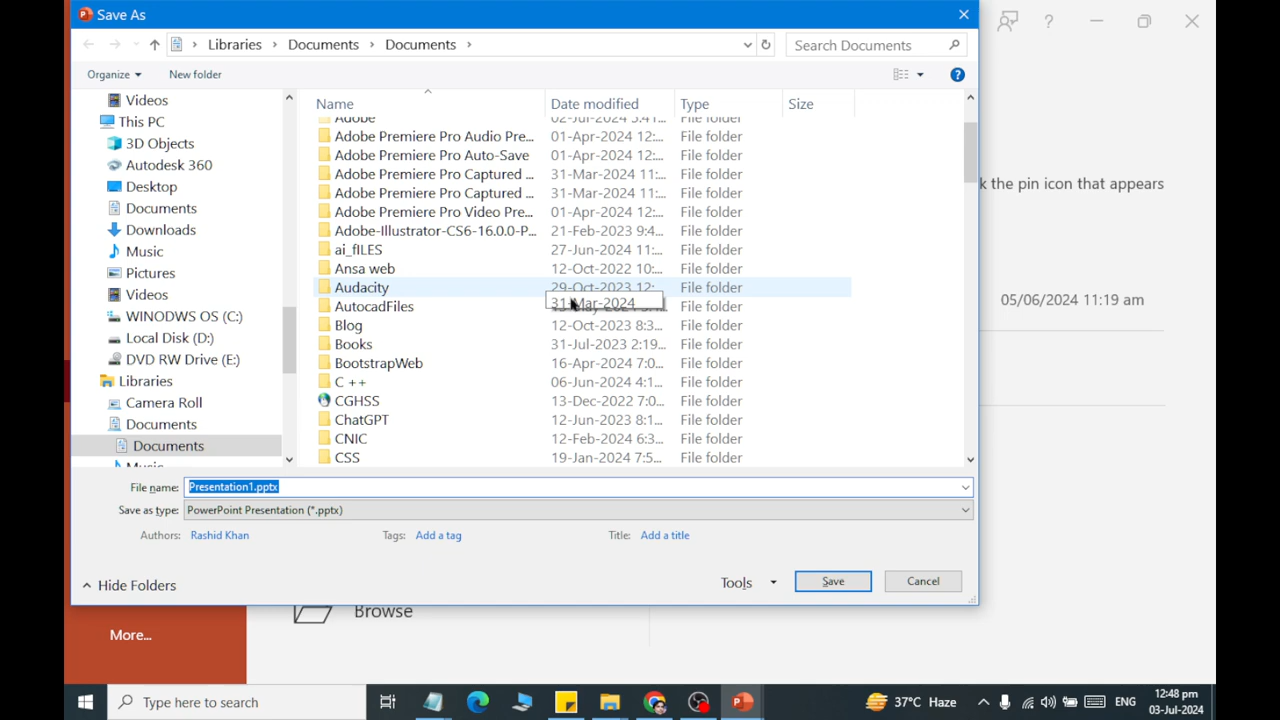 Save As
Libraries > Documents > Documents >
Search Documents
Organize
New folder
Name
Date modified
Type
Size
Videos
This PC
3D Objects
Autodesk 360
Desktop
Documents
Downloads
Music
Pictures
Videos
WINODWS OS (C:)
Local Disk (D:)
DVD RW Drive (E:)
Libraries
Camera Roll
Documents
Documents
Music
Adobe 02-Jul-2024 File folder
Adobe Premiere Pro Audio Pre... 01-Apr-2024 12:... File folder
Adobe Premiere Pro Auto-Save 01-Apr-2024 12:... File folder
Adobe Premiere Pro Captured ... 31-Mar-2024 11:... File folder
Adobe Premiere Pro Captured ... 31-Mar-2024 11:... File folder
Adobe Premiere Pro Video Pre... 01-Apr-2024 12:... File folder
Adobe-Illustrator-CS6-16.0.0-P... 21-Feb-2023 9:4... File folder
ai_fILES 27-Jun-2024 11:... File folder
Ansa web 12-Oct-2022 10:... File folder
Audacity 29-Oct-2023 12:... File folder
31-Mar-2024
AutocadFiles File folder
Blog 12-Oct-2023 8:3... File folder
Books 31-Jul-2023 2:19... File folder
BootstrapWeb 16-Apr-2024 7:0... File folder
C ++ 06-Jun-2024 4:1... File folder
CGHSS 13-Dec-2022 7:0... File folder
ChatGPT 12-Jun-2023 8:1... File folder
CNIC 12-Feb-2024 6:3... File folder
CSS 19-Jan-2024 7:5... File folder
File name: Presentation1.pptx
Save as type: PowerPoint Presentation (*.pptx)
Authors: Rashid Khan
Tags: Add a tag
Title: Add a title
Hide Folders
Tools
Save
Cancel
k the pin icon that appears
05/06/2024 11:19 am
Browse
More...
Type here to search
37°C Haze
ENG
12:48 pm
03-Jul-2024